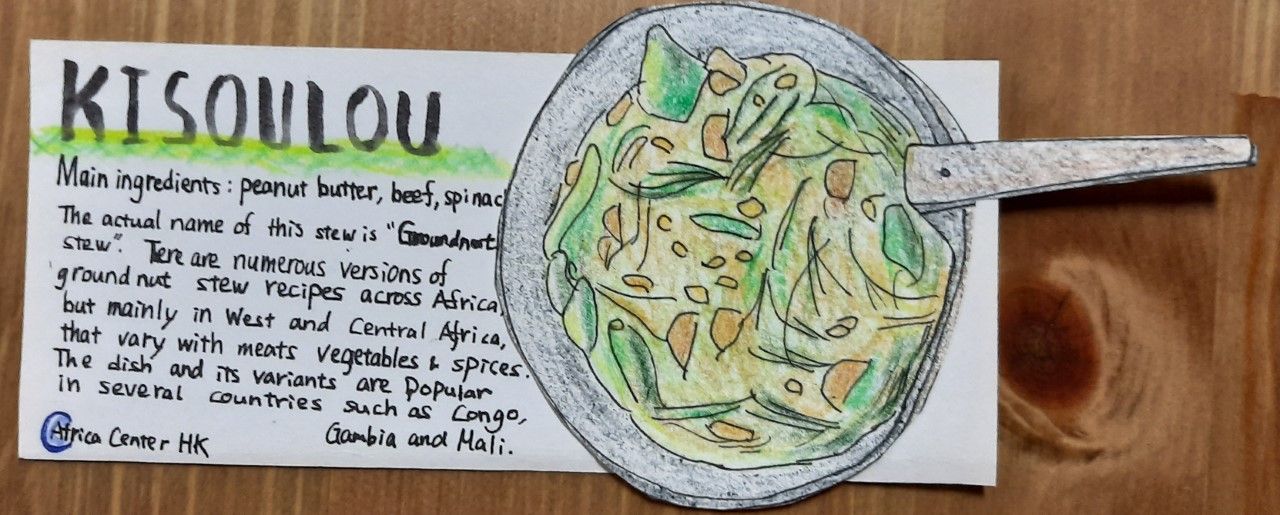 KISOULOU
Main ingredients: peanut butter, beef, spinac
The actual name of this stew is "Groundnut
stew". Tere are numerous versions of
ground nut stew recipes across Africa,
but mainly in West and Central Africa,
that vary with meats vegetables & spices.
The dish and its variants are popular
in several countries such as Congo,
Gambia and Mali.
Africa Center HK